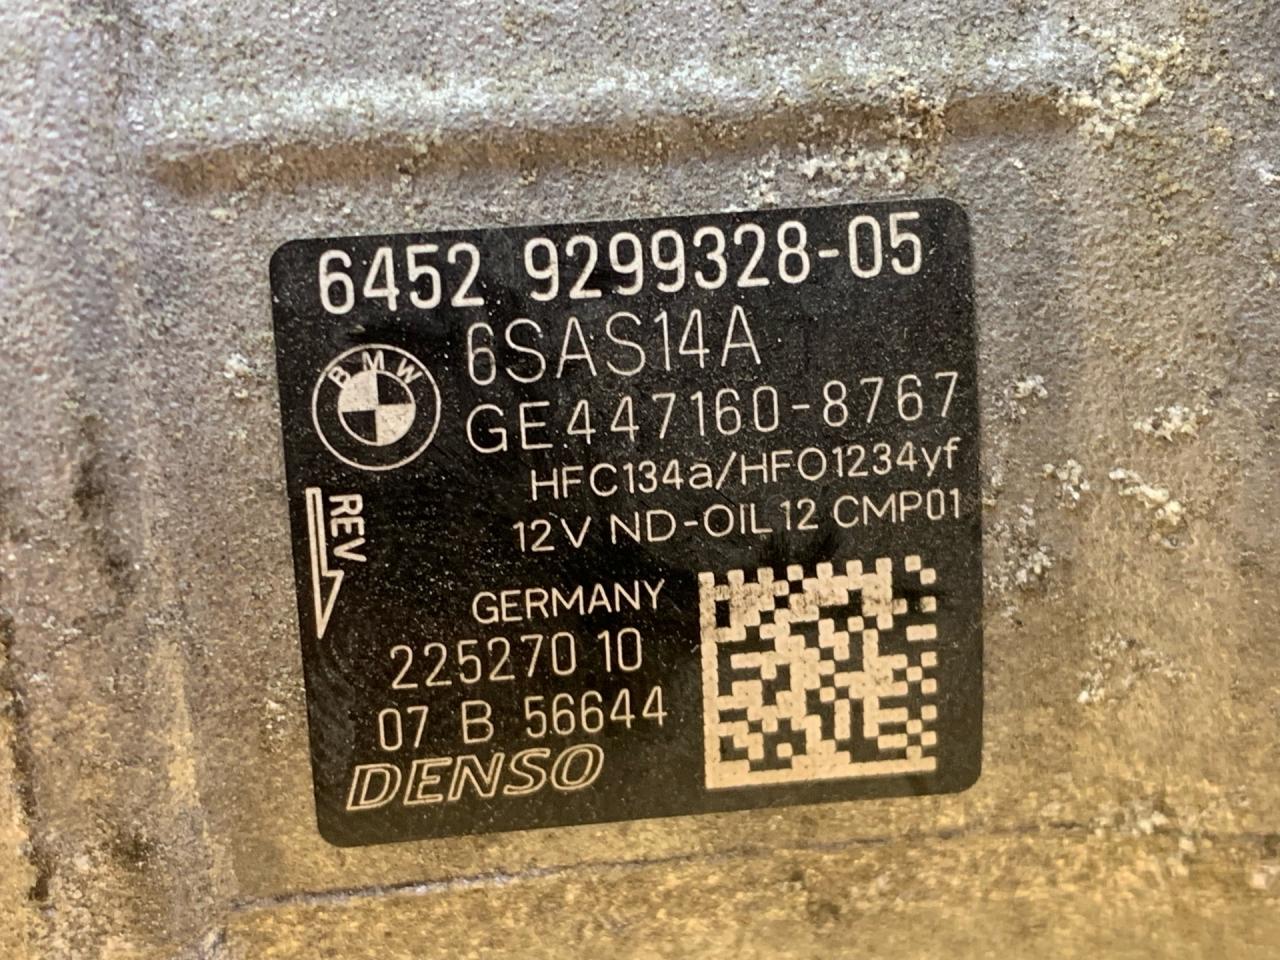 6452 9299328-05
6SAS14A
BMW
GE447160-8767
HFC134a/HFO1234yf
12V ND-OIL 12 CMP01
REV
GERMANY
225270 10
07 B 56644
DENSO